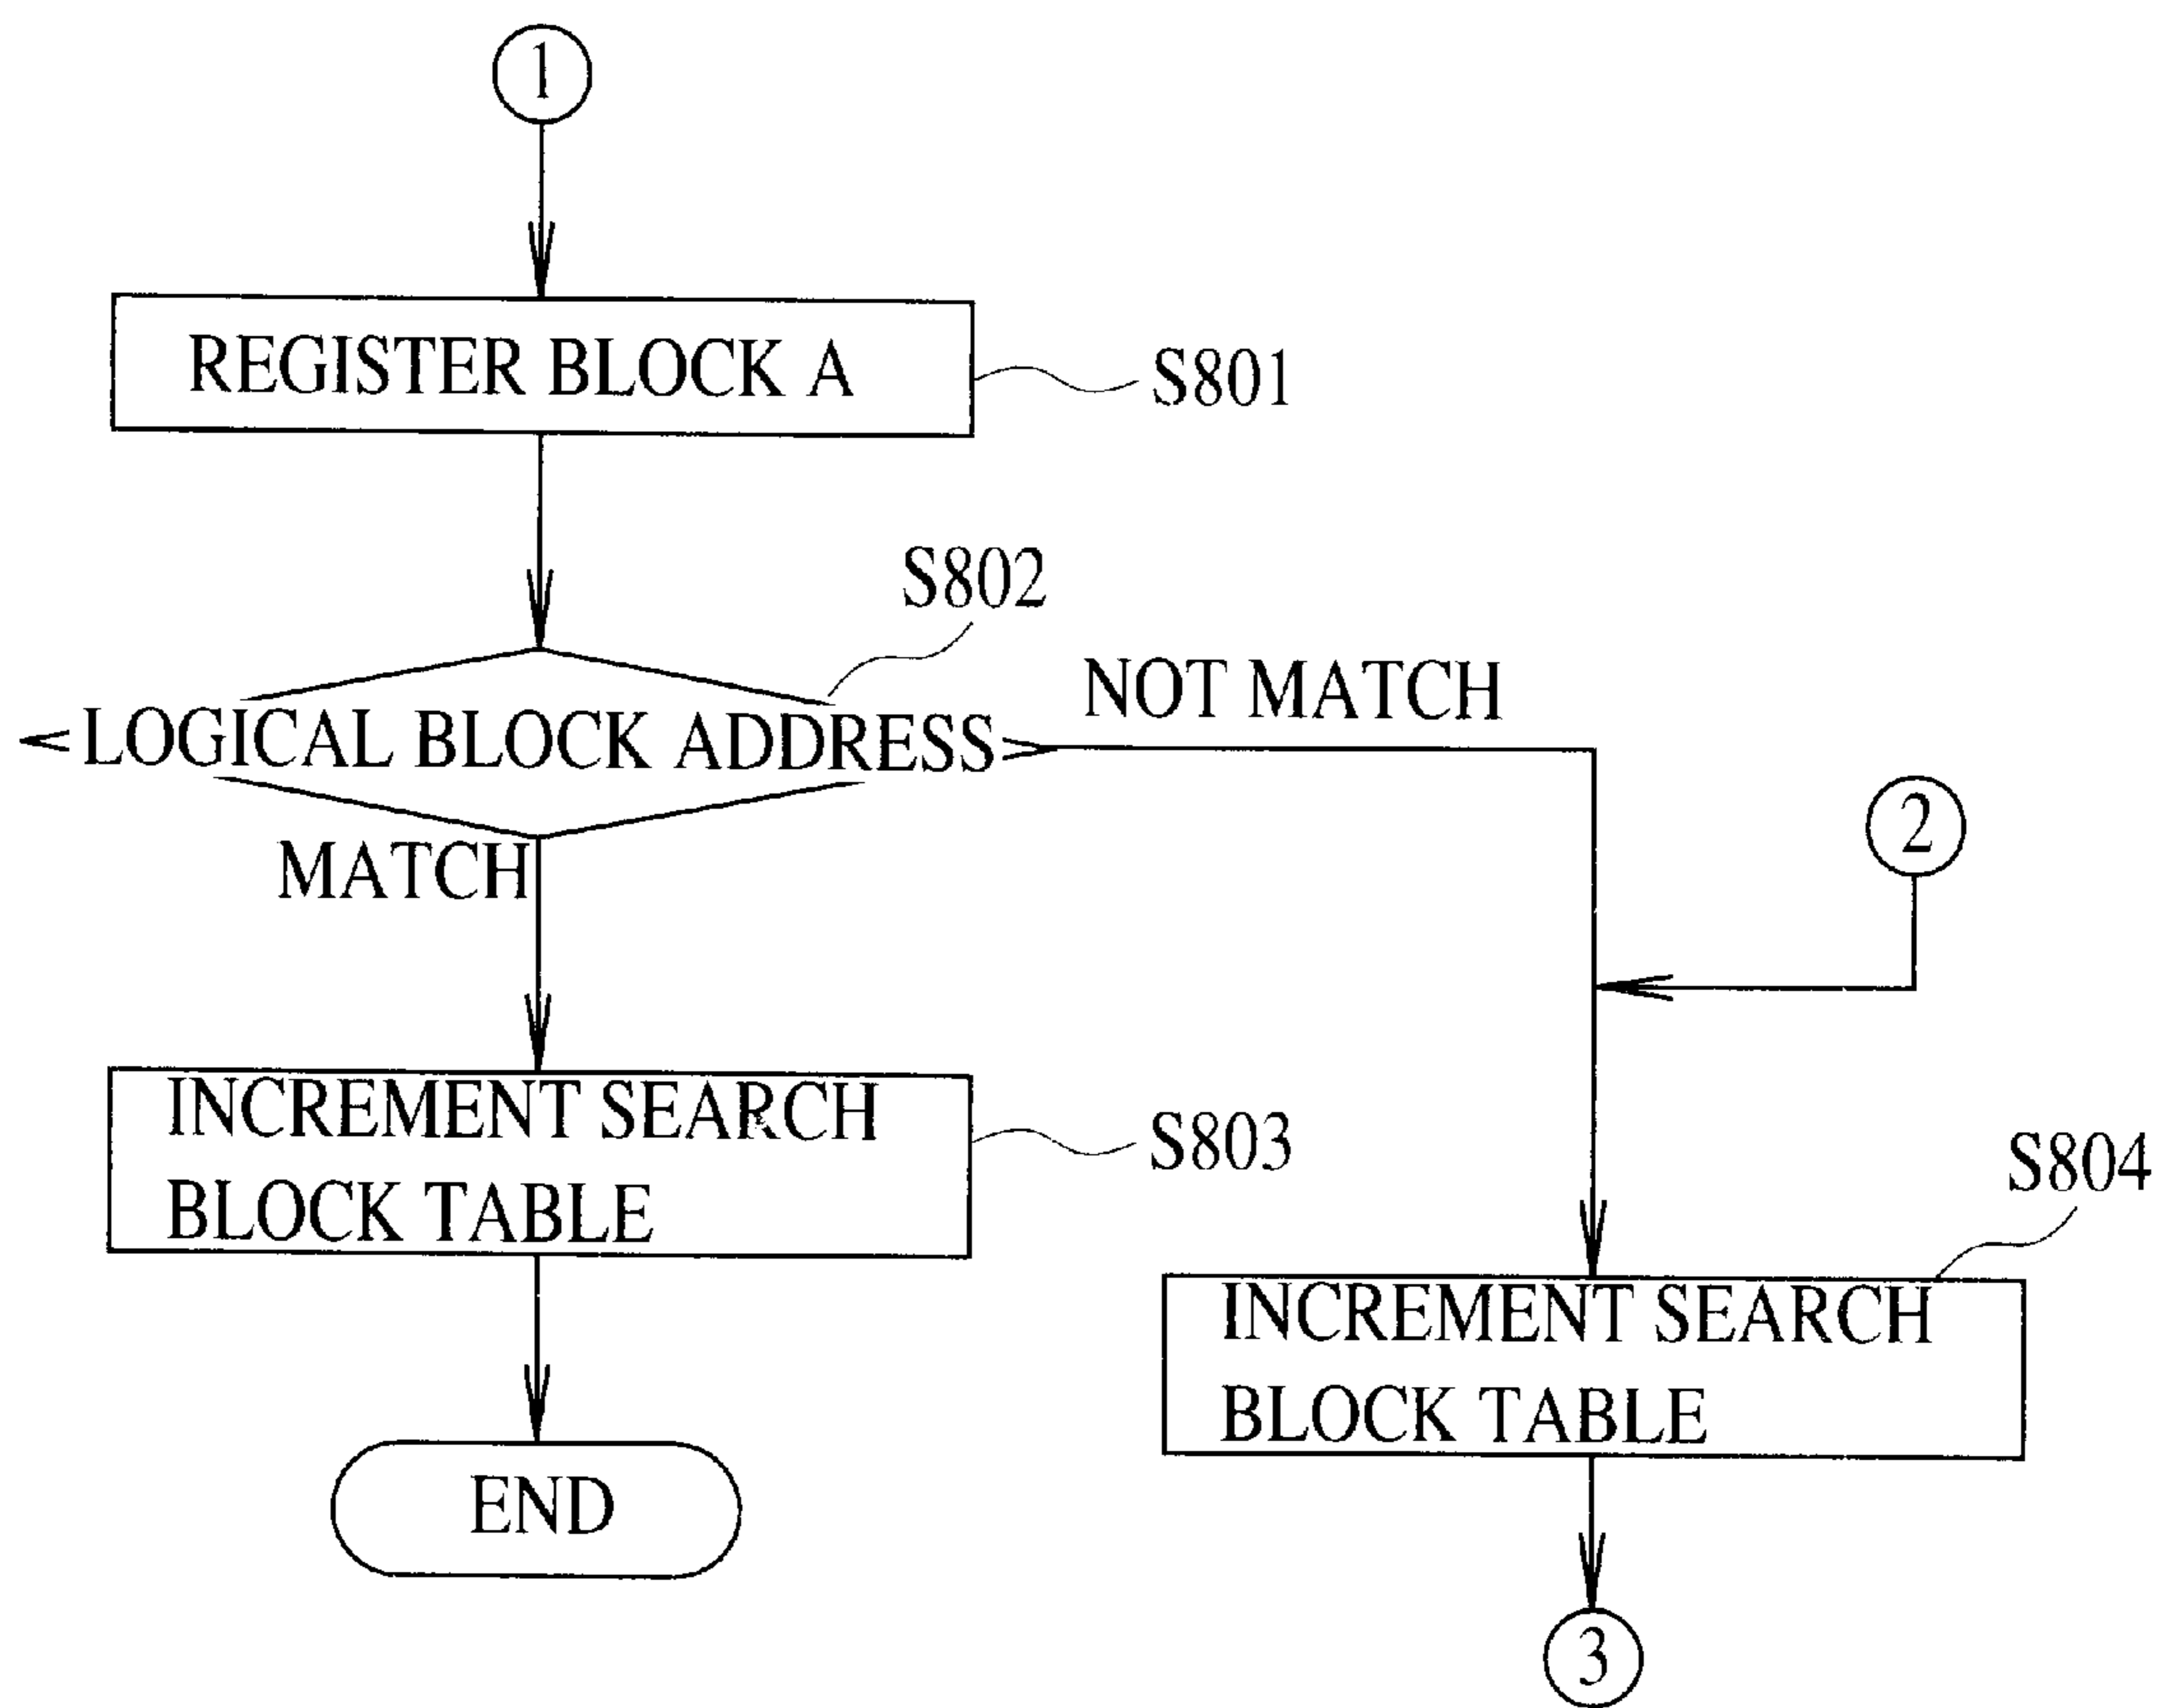 1
REGISTER BLOCK A
S801
S802
LOGICAL BLOCK ADDRESS
NOT MATCH
MATCH
2
INCREMENT SEARCH
BLOCK TABLE
S803
S804
INCREMENT SEARCH
BLOCK TABLE
END
3